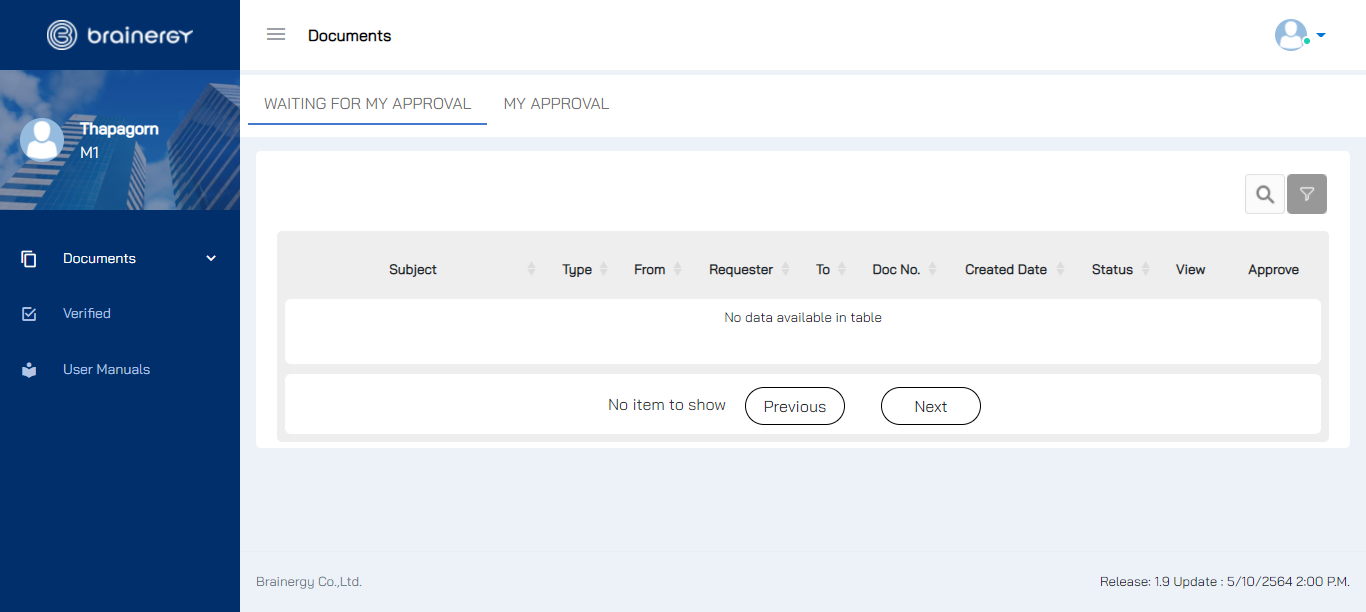 brainergy
Documents
WAITING FOR MY APPROVAL
MY APPROVAL
Thapagorn
M1
Documents
Verified
User Manuals
Subject Type From Requester To Doc No. Created Date Status View Approve
No data available in table
No item to show Previous Next
Brainergy Co.,Ltd.
Release: 1.9 Update : 5/10/2564 2:00 P.M.